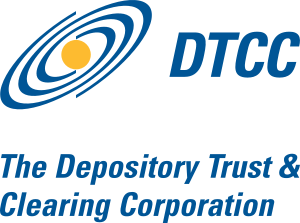 DTCC
The Depository Trust &
Clearing Corporation